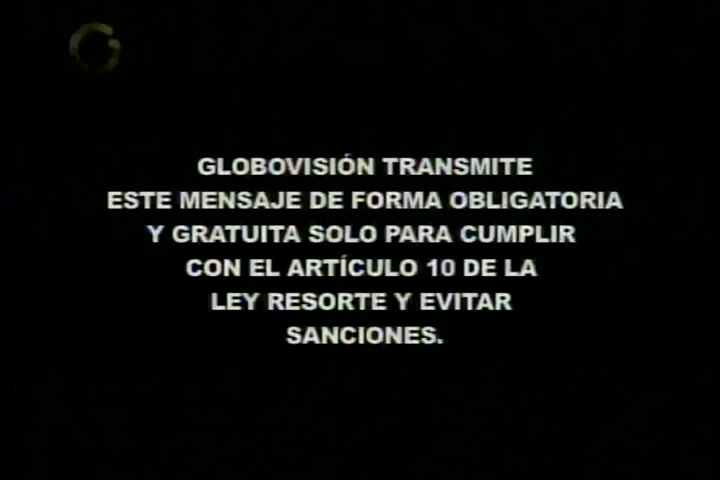 GLOBOVISIÓN TRANSMITE
ESTE MENSAJE DE FORMA OBLIGATORIA
Y GRATUITA SOLO PARA CUMPLIR
CON EL ARTÍCULO 10 DE LA
LEY RESORTE Y EVITAR
SANCIONES.